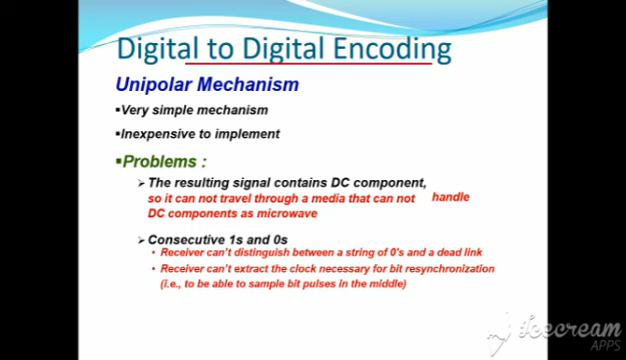 Digital to Digital Encoding
Unipolar Mechanism
▪Very simple mechanism
▪Inexpensive to implement
▪Problems :
➢ The resulting signal contains DC component,
so it can not travel through a media that can not handle
DC components as microwave
➢ Consecutive 1s and 0s
• Receiver can't distinguish between a string of 0's and a dead link
• Receiver can't extract the clock necessary for bit resynchronization
(i.e., to be able to sample bit pulses in the middle)
Icecream
APPS